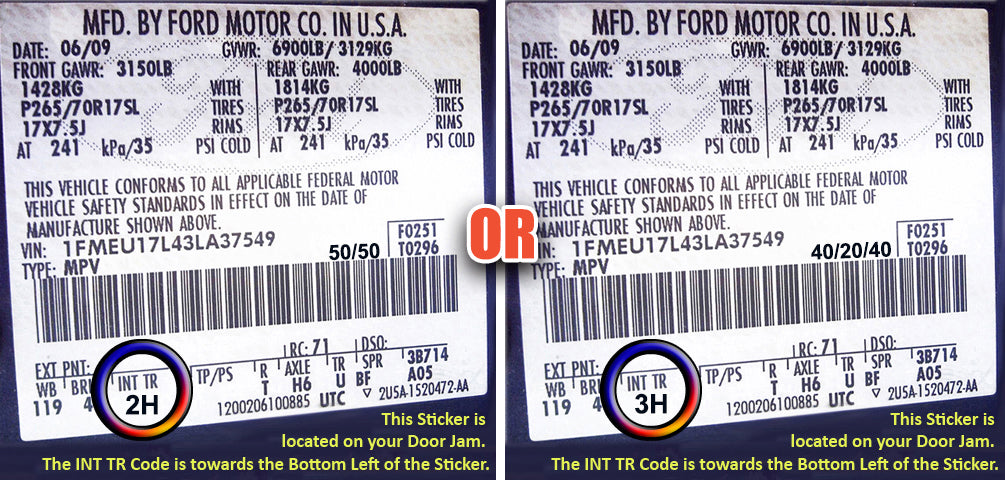 MFD. BY FORD MOTOR CO. IN U.S.A.
DATE: 06/09 GVWR: 6900LB/ 3129KG
FRONT GAWR: 3150LB REAR GAWR: 4000LB
1428KG WITH 1814KG WITH
P265/70R17SL TIRES P265/70R17SL TIRES
17X7.5J RIMS 17X7.5J RIMS
AT 241 kPa/35 PSI COLD AT 241 kPa/35 PSI COLD
THIS VEHICLE CONFORMS TO ALL APPLICABLE FEDERAL MOTOR
VEHICLE SAFETY STANDARDS IN EFFECT ON THE DATE OF
MANUFACTURE SHOWN ABOVE.
VIN: 1FMEU17L43LA37549 F0251
TYPE: MPV 50/50 T0296
EXT PNT: RC: 71 DSO:
WB BR INT TR TP/PS R AXLE TR SPR 3B714
119 4 2H T H6 U BF A05
1200206100885 UTC ▽ 2U5A-1520472-AA
This Sticker is
located on your Door Jam.
The INT TR Code is towards the Bottom Left of the Sticker.
OR
MFD. BY FORD MOTOR CO. IN U.S.A.
DATE: 06/09 GVWR: 6900LB/ 3129KG
FRONT GAWR: 3150LB REAR GAWR: 4000LB
1428KG WITH 1814KG WITH
P265/70R17SL TIRES P265/70R17SL TIRES
17X7.5J RIMS 17X7.5J RIMS
AT 241 kPa/35 PSI COLD AT 241 kPa/35 PSI COLD
THIS VEHICLE CONFORMS TO ALL APPLICABLE FEDERAL MOTOR
VEHICLE SAFETY STANDARDS IN EFFECT ON THE DATE OF
MANUFACTURE SHOWN ABOVE.
VIN: 1FMEU17L43LA37549 F0251
TYPE: MPV 40/20/40 T0296
EXT PNT: RC: 71 DSO:
WB BR INT TR TP/PS R AXLE TR SPR 3B714
119 4 3H T H6 U BF A05
1200206100885 UTC ▽ 2U5A-1520472-AA
This Sticker is
located on your Door Jam.
The INT TR Code is towards the Bottom Left of the Sticker.